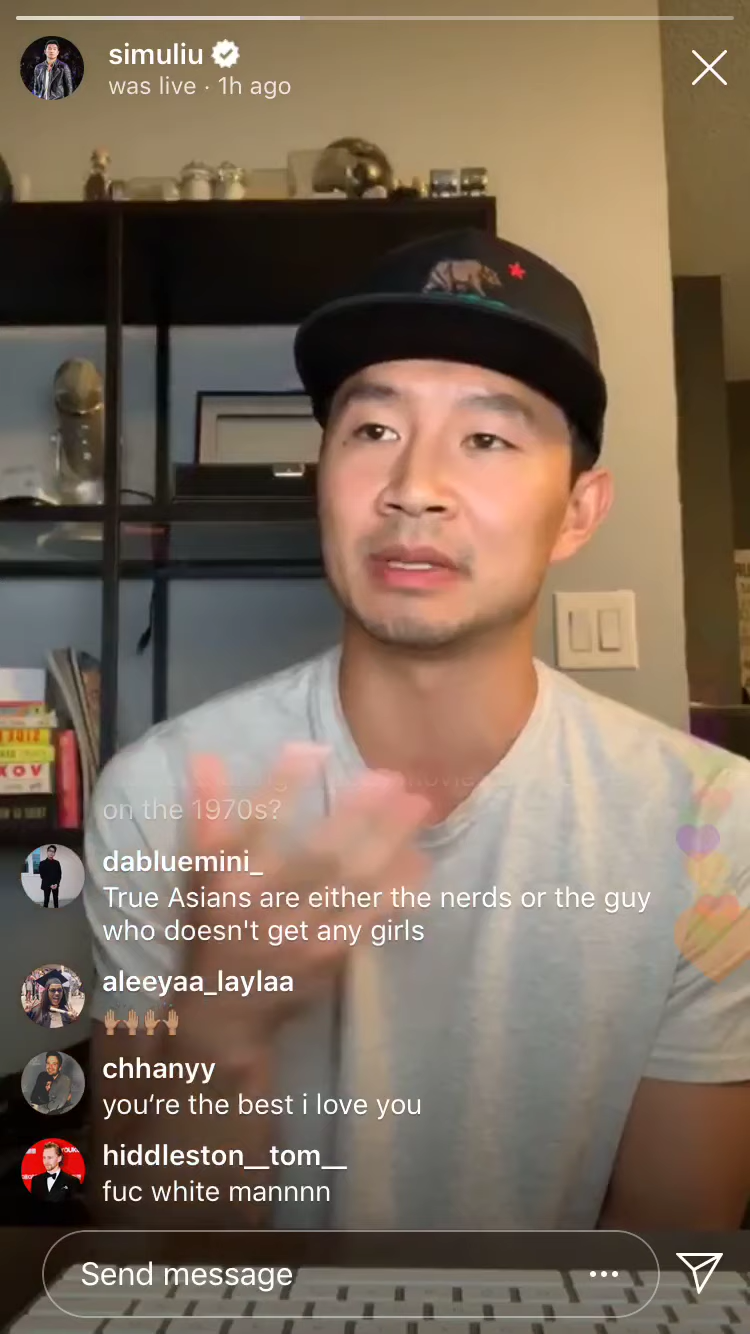 simuliu
was live · 1h ago
on the 1970s?
dabluemini_
True Asians are either the nerds or the guy
who doesn't get any girls
aleeyaa_laylaa
🙌🏽🙌🏽
chhanyy
you're the best i love you
hiddleston__tom__
fuc white mannnn
Send message